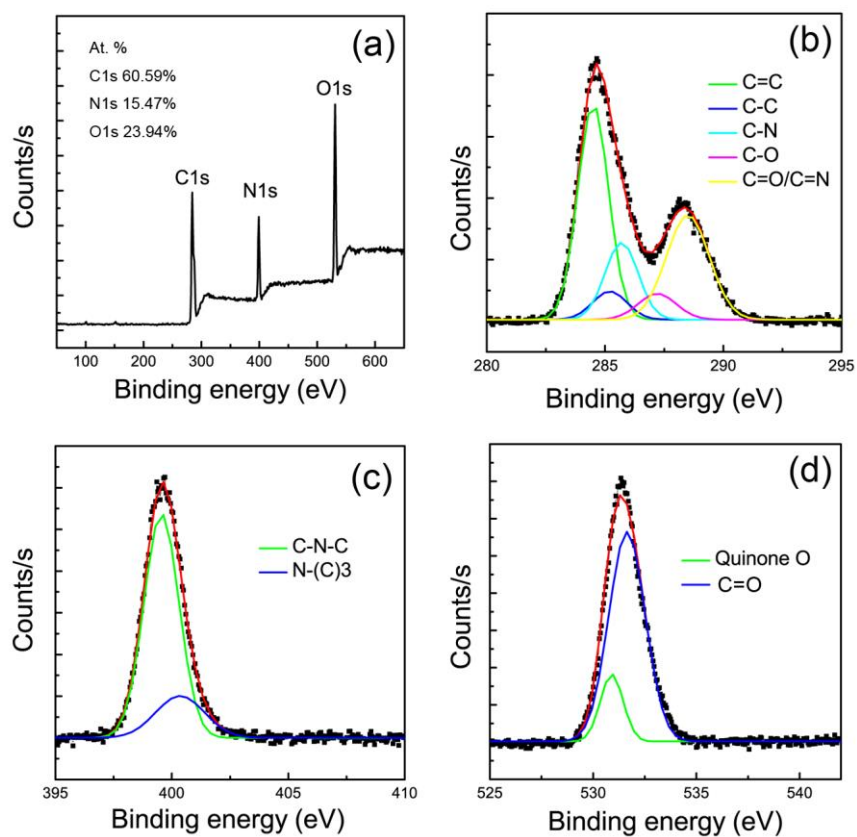 (a)
At. %
C1s 60.59%
N1s 15.47%
O1s 23.94%
C1s
N1s
O1s
Counts/s
100 200 300 400 500 600
Binding energy (eV)
(b)
C=C
C-C
C-N
C-O
C=O/C=N
Counts/s
280 285 290 295
Binding energy (eV)
(c)
C-N-C
N-(C)3
Counts/s
395 400 405 410
Binding energy (eV)
(d)
Quinone O
C=O
Counts/s
525 530 535 540
Binding energy (eV)